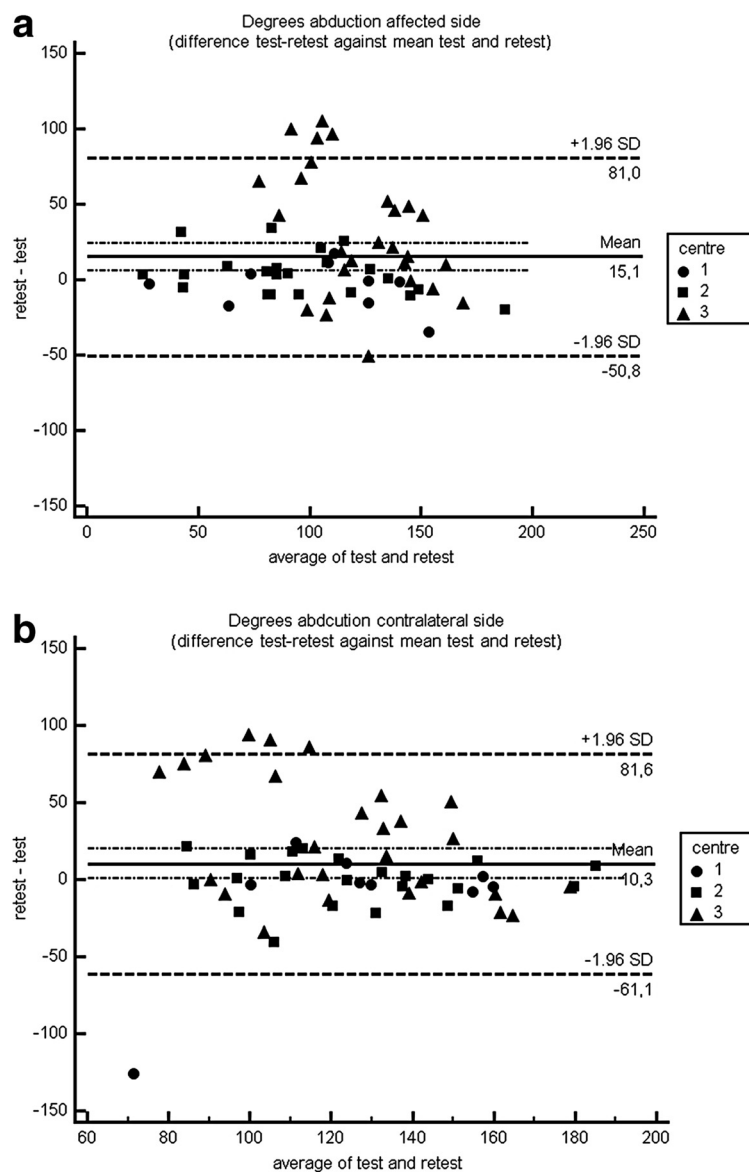 a
Degrees abduction affected side
(difference test-retest against mean test and retest)
150
100
50
0
-50
-100
-150
retest - test
+1.96 SD
81,0
Mean
15,1
-1.96 SD
-50,8
centre
1
2
3
0 50 100 150 200 250
average of test and retest
b
Degrees abdcution contralateral side
(difference test-retest against mean test and retest)
150
100
50
0
-50
-100
-150
retest - test
+1.96 SD
81,6
Mean
10,3
-1.96 SD
-61,1
centre
1
2
3
60 80 100 120 140 160 180 200
average of test and retest